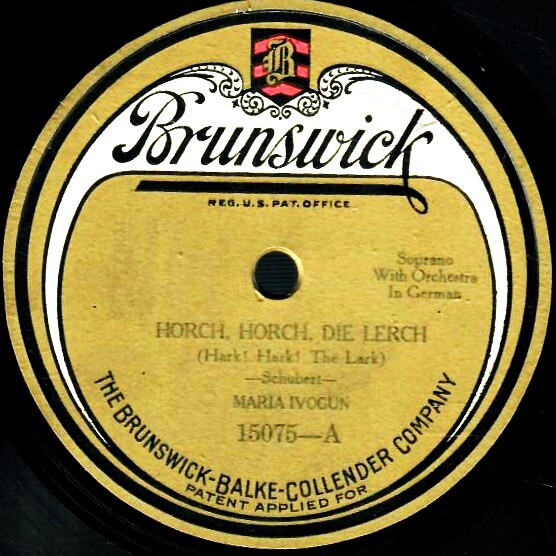 B
Brunswick
REG. U.S. PAT. OFFICE
Soprano
With Orchestra
In German
HORCH, HORCH, DIE LERCH
(Hark! Hark! The Lark)
—Schubert—
MARIA IVOGUN
15075—A
THE BRUNSWICK-BALKE-COLLENDER COMPANY
PATENT APPLIED FOR